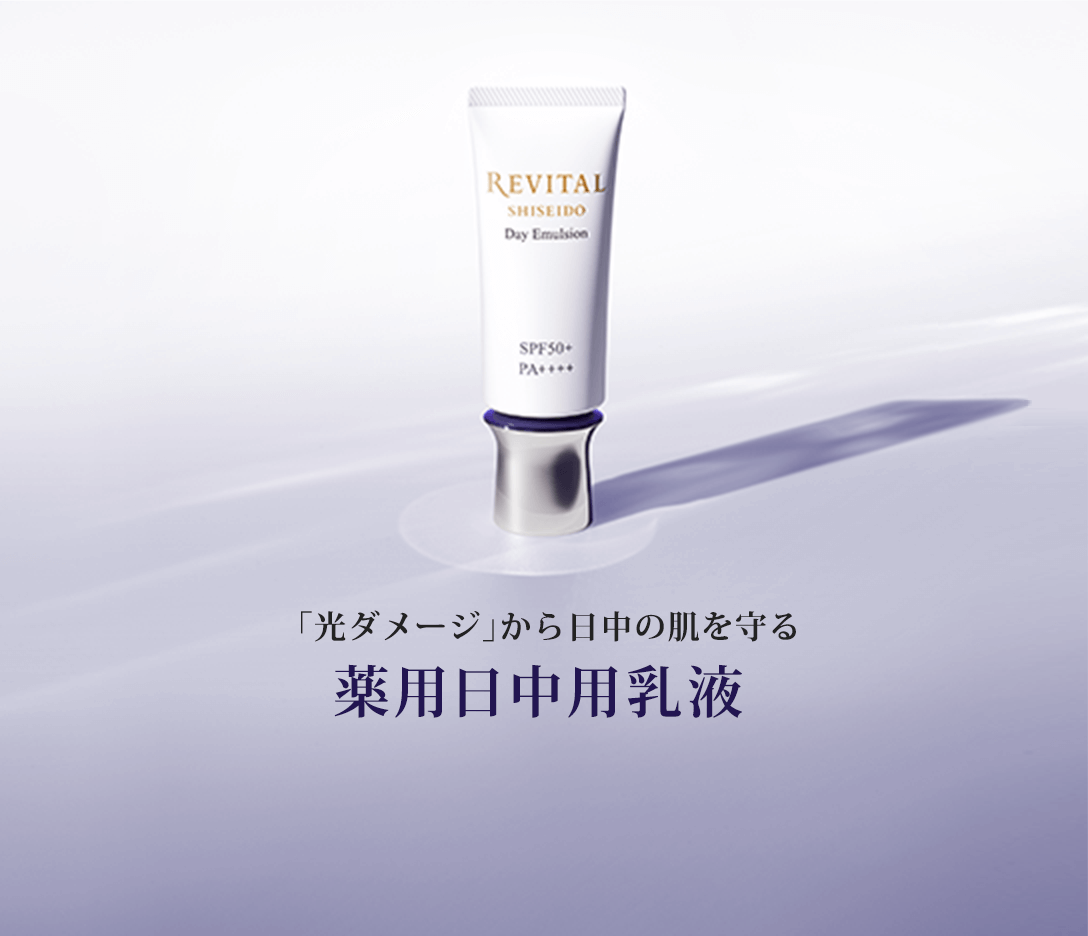 REVITAL
SHISEIDO
Day Emulsion
SPF50+
PA++++
「光ダメージ」から日中の肌を守る
薬用日中用乳液